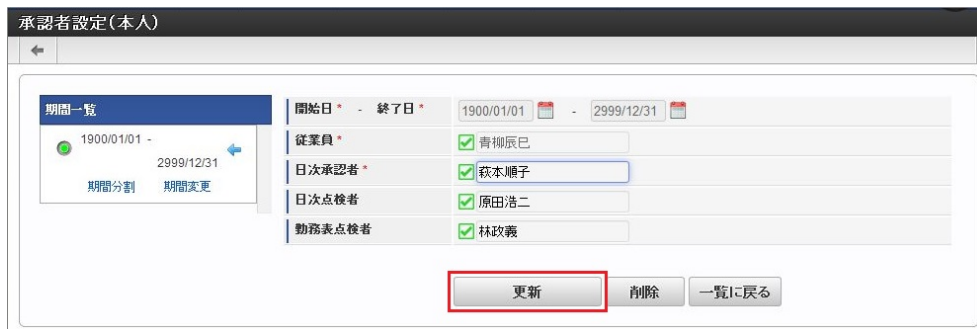 承認者設定(本人)
期間一覧
1900/01/01 -
2999/12/31
期間分割 期間変更
開始日* - 終了日* 1900/01/01 - 2999/12/31
従業員* 青柳辰巳
日次承認者* 萩本順子
日次点検者 原田浩二
勤務表点検者 林政義
更新 削除 一覧に戻る